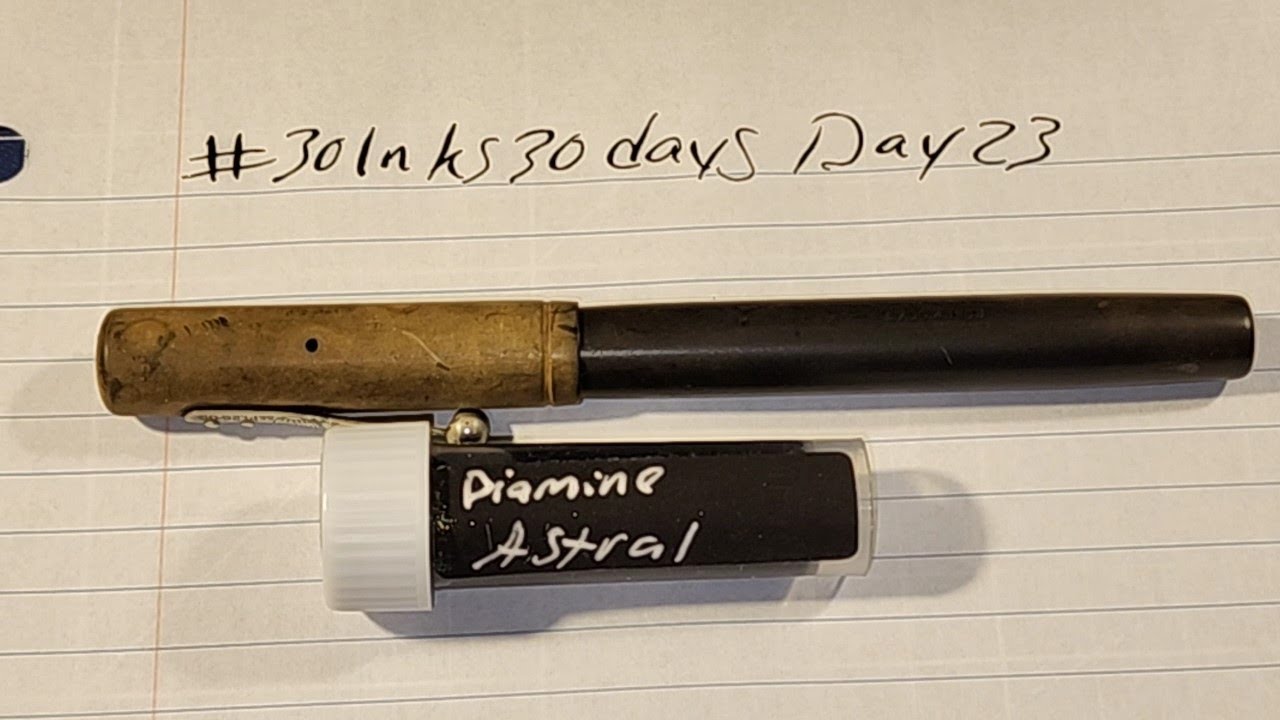 #30Inks30days Day23
Diamine
Astral